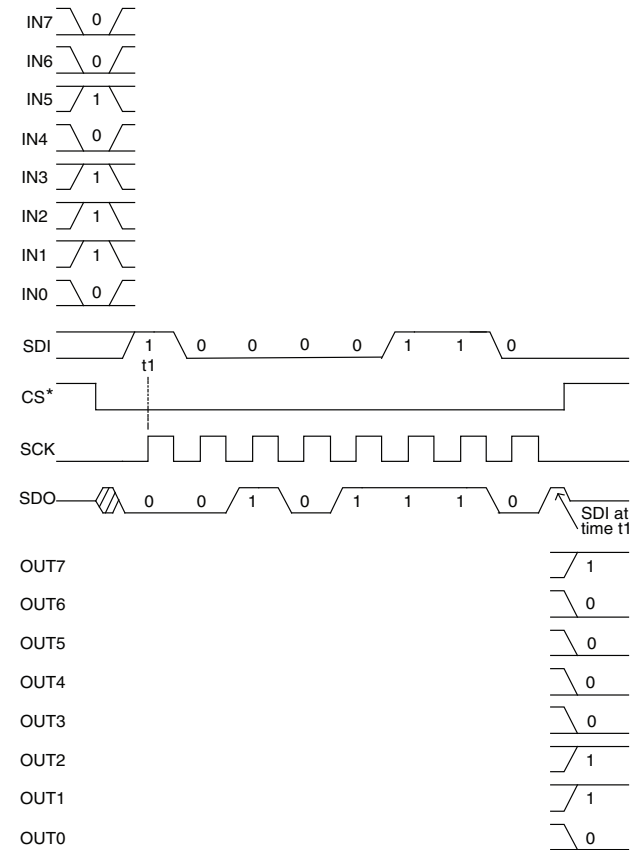 IN7 0
IN6 0
IN5 1
IN4 0
IN3 1
IN2 1
IN1 1
IN0 0
SDI 1 0 0 0 0 1 1 0
t1
CS*
SCK
SDO 0 0 1 0 1 1 1 0
SDI at
time t1
OUT7 1
OUT6 0
OUT5 0
OUT4 0
OUT3 0
OUT2 1
OUT1 1
OUT0 0